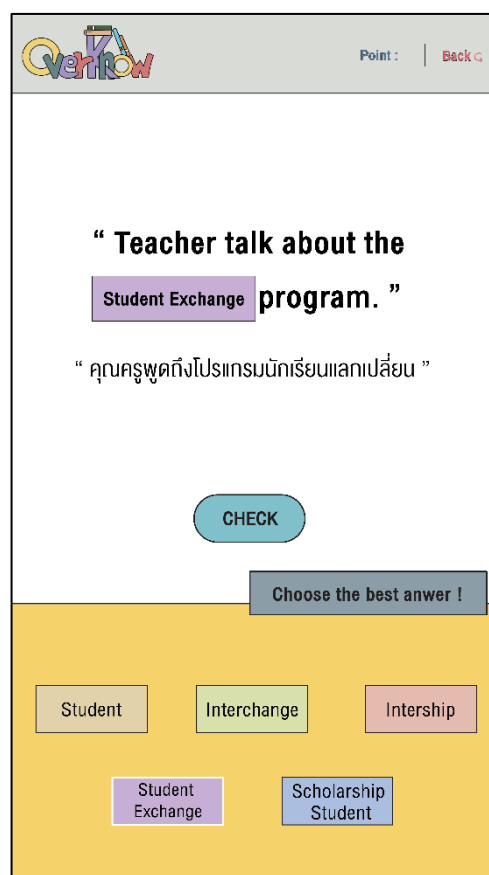 OverKnow
Point : | Back
“ Teacher talk about the
Student Exchange program. ”
“ คุณครูพูดถึงโปรแกรมนักเรียนแลกเปลี่ยน ”
CHECK
Choose the best anwer !
Student Interchange Intership
Student
Exchange
Scholarship
Student